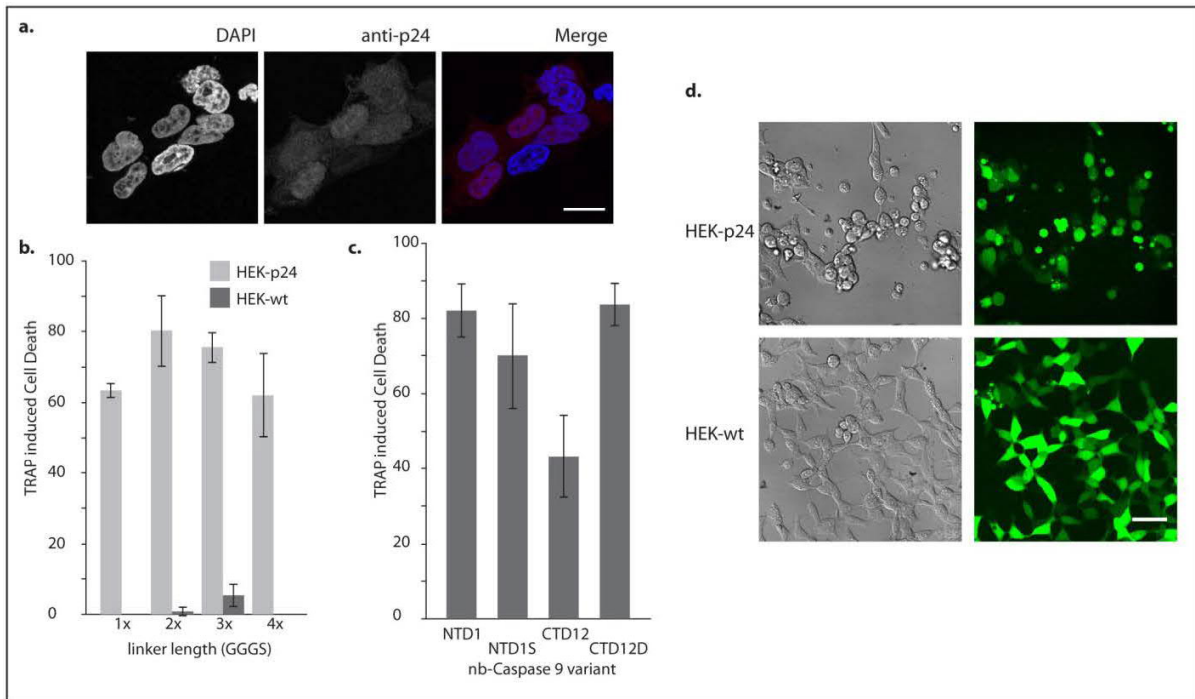 a.
DAPI
anti-p24
Merge
b.
HEK-p24
HEK-wt
TRAP induced Cell Death
100
80
60
40
20
0
1x
2x
3x
4x
linker length (GGGS)
c.
TRAP induced Cell Death
100
80
60
40
20
0
NTD1
NTD1S
CTD12
CTD12D
nb-Caspase 9 variant
d.
HEK-p24
HEK-wt